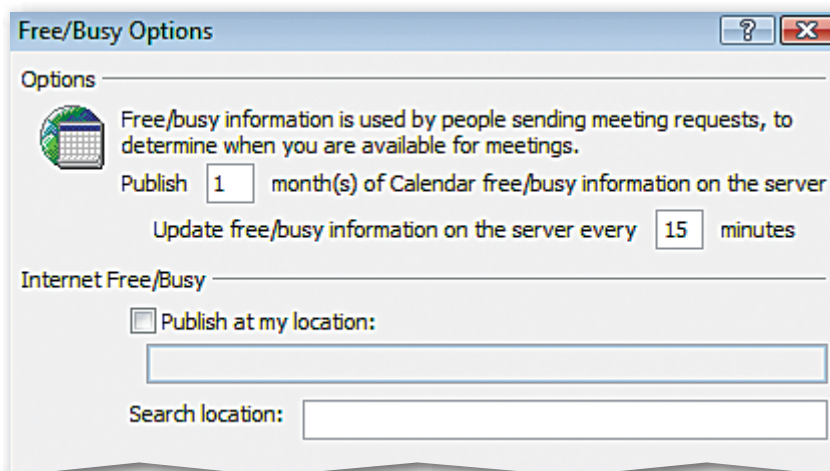 Free/Busy Options
Options
Free/busy information is used by people sending meeting requests, to
determine when you are available for meetings.
Publish 1 month(s) of Calendar free/busy information on the server
Update free/busy information on the server every 15 minutes
Internet Free/Busy
Publish at my location:
Search location: